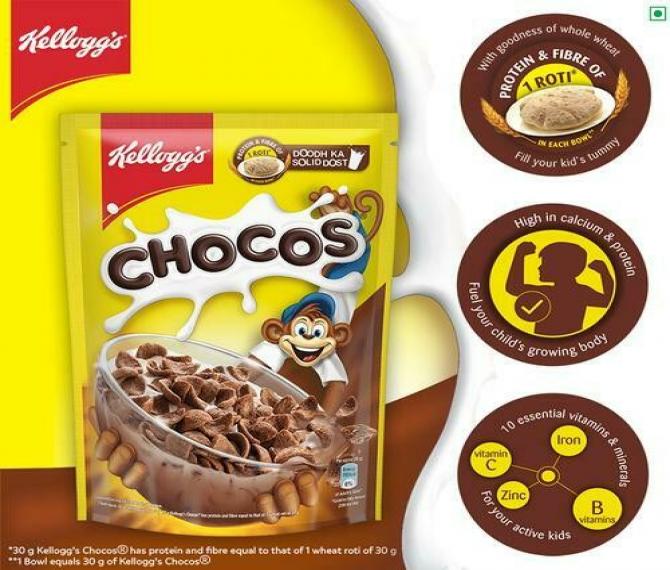 Kellogg's
Kellogg's
PROTEIN & FIBRE OF
1 ROTI*
DOODH KA
SOLID DOST
CHOCOS
With goodness of whole wheat
PROTEIN & FIBRE OF
1 ROTI*
IN EACH BOWL**
Fill your kid's tummy
High in calcium & protein
Fuel your child's growing body
10 essential vitamins & minerals
vitamin
C
Iron
Zinc
B
vitamins
For your active kids
*30 g Kellogg's Chocos® has protein and fibre equal to that of 1 wheat roti of 30 g
**1 Bowl equals 30 g of Kellogg's Chocos®